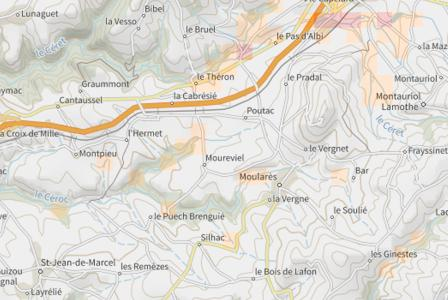 Lunaguet
Bibel
la Vesso
le Bruel
le Céret
le Pas d'Albi
la Maz
le Théron
Graummont
le Pradal
Montauriol
ymac
Cantaussel
la Cabrésié
Montauriol
Lamothe
Poutac
le Céret
la Croix de Mille
l'Hermet
Montpieu
Moureviel
le Vergnet
Frayssinet
Moularès
Bar
le Céroc
la Vergne
le Puech Brenguié
le Soulié
Silhac
les Ginestes
St-Jean-de-Marcel
les Remèzes
le Bois de Lafon
Layrélié